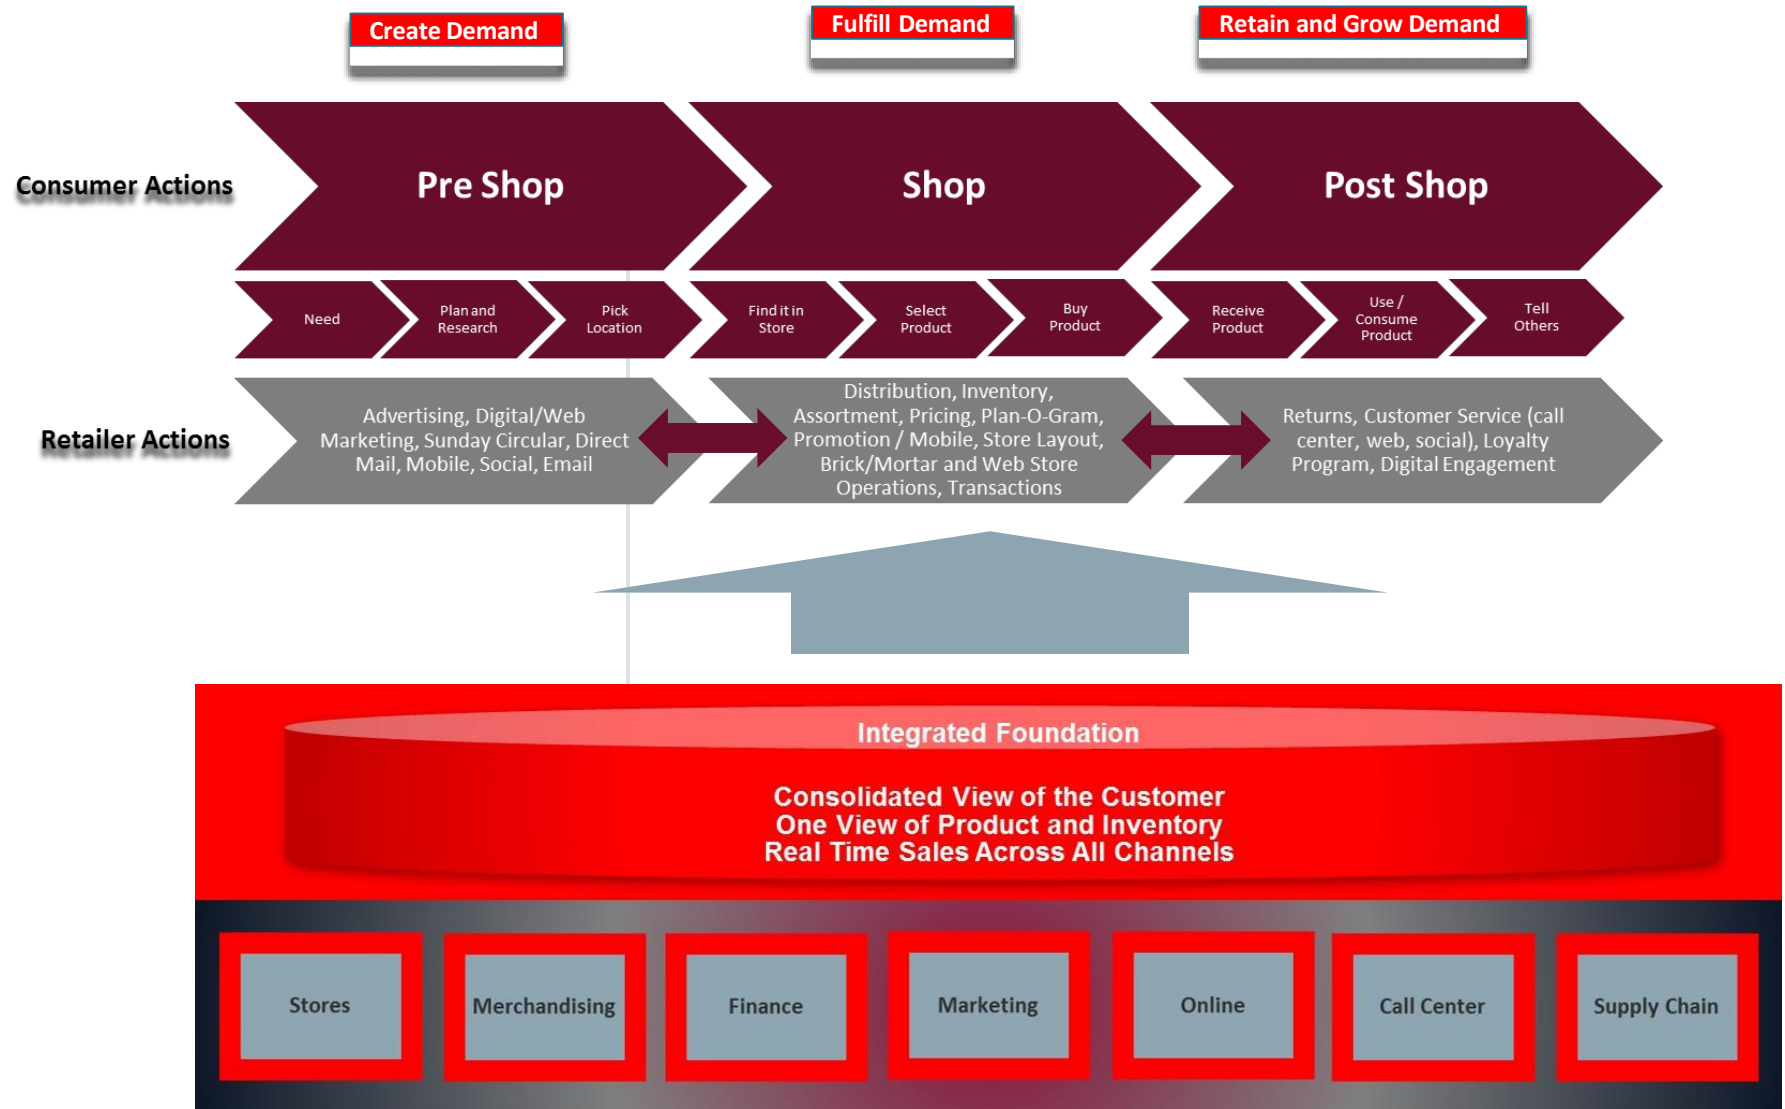 Create Demand
Fulfill Demand
Retain and Grow Demand
Consumer Actions
Pre Shop
Shop
Post Shop
Need
Plan and
Research
Pick
Location
Find it in
Store
Select
Product
Buy
Product
Receive
Product
Use /
Consume
Product
Tell
Others
Retailer Actions
Advertising, Digital/Web
Marketing, Sunday Circular, Direct
Mail, Mobile, Social, Email
Distribution, Inventory,
Assortment, Pricing, Plan-O-Gram,
Promotion / Mobile, Store Layout,
Brick/Mortar and Web Store
Operations, Transactions
Returns, Customer Service (call
center, web, social), Loyalty
Program, Digital Engagement
Integrated Foundation
Consolidated View of the Customer
One View of Product and Inventory
Real Time Sales Across All Channels
Stores
Merchandising
Finance
Marketing
Online
Call Center
Supply Chain